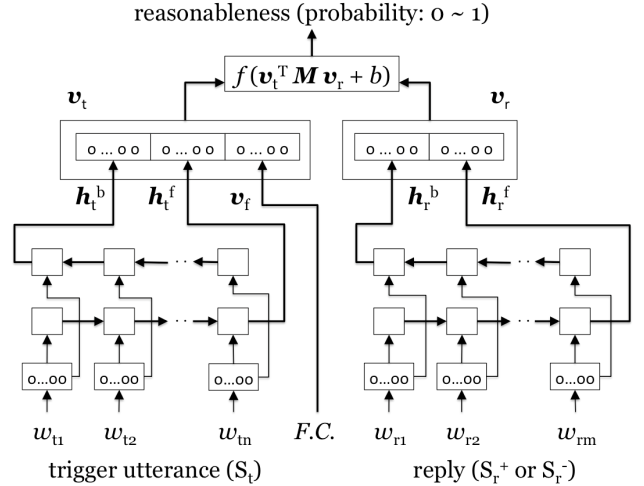 reasonableness (probability: 0 ~ 1)
f(v_t^T M v_r + b)
v_t v_r
o ... o o o ... o o o ... o o o ... o o o ... o o
h_t^b h_t^f v_f h_r^b h_r^f
· · · ·
· · · ·
o...oo o...oo o...oo o...oo o...oo o...oo
w_t1 w_t2 w_tn F.C. w_r1 w_r2 w_rm
trigger utterance (S_t) reply (S_r^+ or S_r^-)